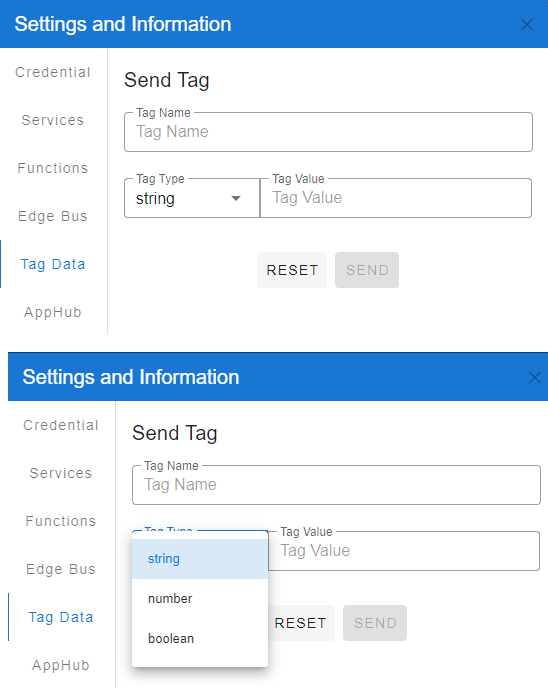 Settings and Information
Credential
Services
Functions
Edge Bus
Tag Data
AppHub
Send Tag
Tag Name
Tag Name
Tag Type
string
Tag Value
Tag Value
RESET
SEND
Settings and Information
Credential
Services
Functions
Edge Bus
Tag Data
AppHub
Send Tag
Tag Name
Tag Name
Tag Type
Tag Value
Tag Value
string
number
boolean
RESET
SEND